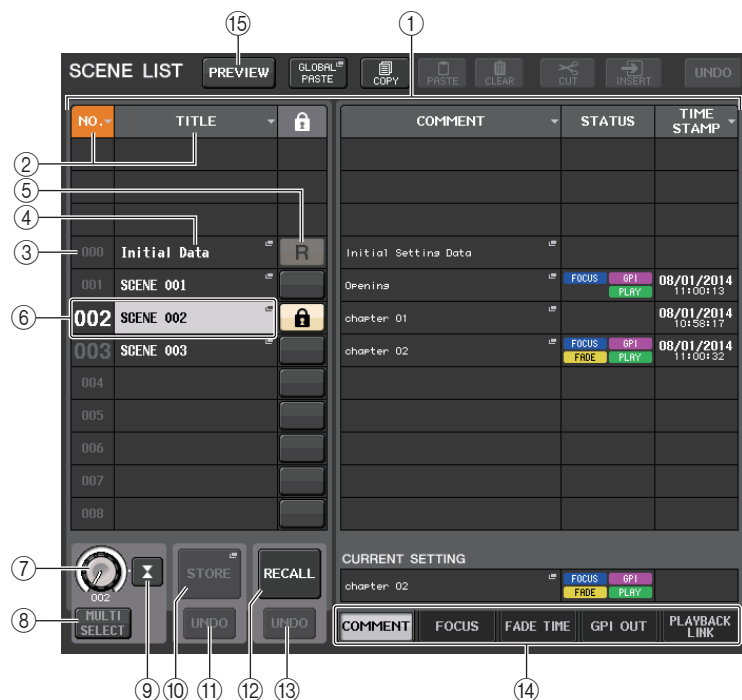 ⑮ ①
SCENE LIST PREVIEW GLOBAL PASTE COPY PASTE CLEAR CUT INSERT UNDO
NO. TITLE COMMENT STATUS TIME STAMP
②
⑤
④
③ 000 Initial Data R Initial Setting Data
001 SCENE 001 Opening FOCUS GPI PLAY 08/01/2014 11:00:13
⑥ 002 SCENE 002 chapter 01 08/01/2014 10:58:17
003 SCENE 003 chapter 02 FOCUS GPI FADE PLAY 08/01/2014 11:00:32
004
005
006
007
008
CURRENT SETTING
⑦ 002 STORE RECALL chapter 02 FOCUS GPI FADE PLAY
⑧ MULTI SELECT UNDO UNDO COMMENT FOCUS FADE TIME GPI OUT PLAYBACK LINK
⑨ ⑩ ⑪ ⑫ ⑬ ⑭